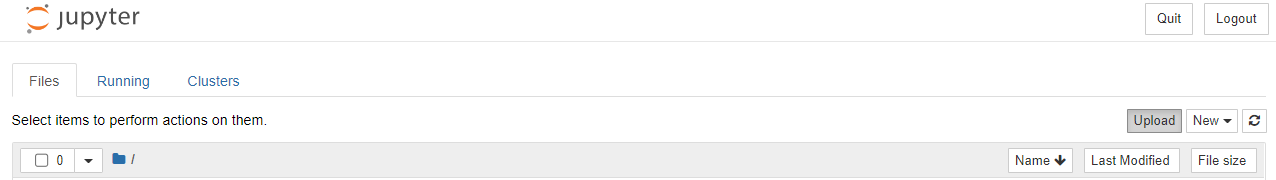 jupyter Quit Logout
Files Running Clusters
Select items to perform actions on them. Upload New
0 / Name Last Modified File size